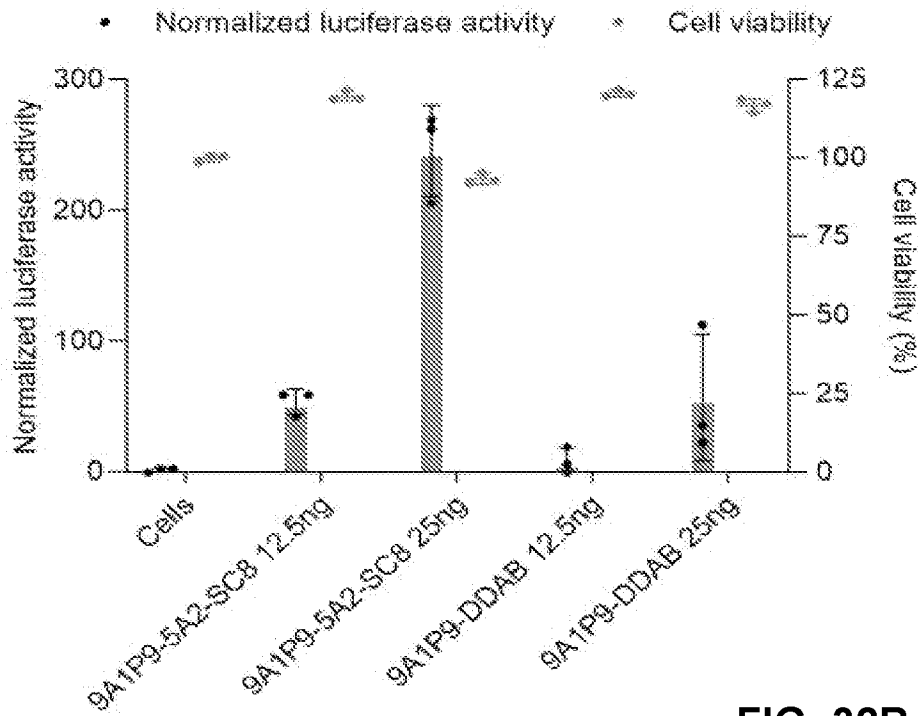 Normalized luciferase activity Cell viability
300
200
100
0
Normalized luciferase activity
125
100
75
50
25
0
Cell viability (%)
Cells
9A1P9-5A2-SC8 12.5ng
9A1P9-5A2-SC8 25ng
9A1P9-DDAB 12.5ng
9A1P9-DDAB 25ng